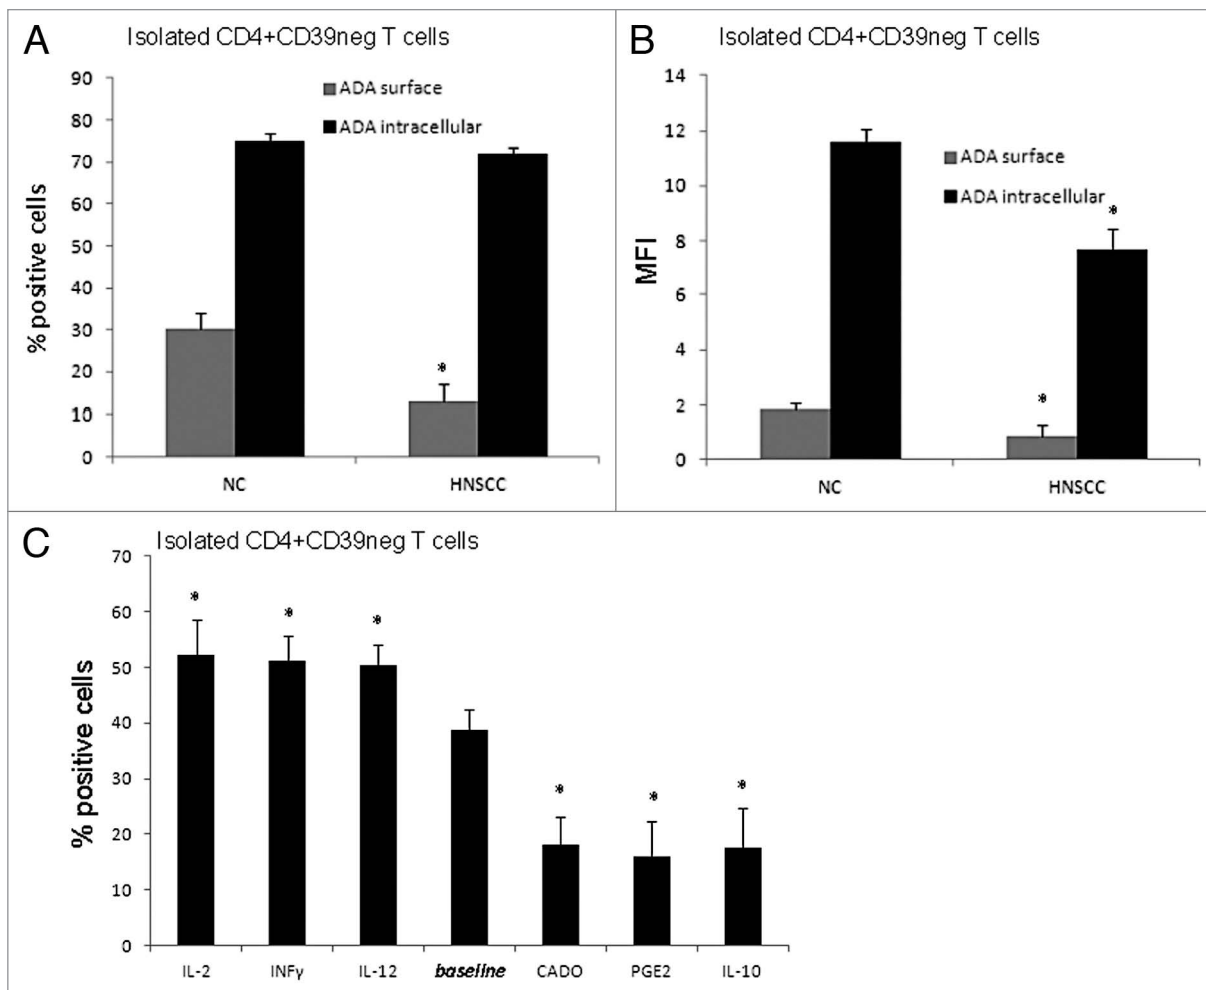 A
Isolated CD4+CD39neg T cells
90
80
70
60
50
40
30
20
10
0
% positive cells
ADA surface
ADA intracellular
*
NC
HNSCC
B
Isolated CD4+CD39neg T cells
14
12
10
8
6
4
2
0
MFI
ADA surface
ADA intracellular
*
*
NC
HNSCC
C
Isolated CD4+CD39neg T cells
70
60
50
40
30
20
10
0
% positive cells
* * * * * *
IL-2 INFγ IL-12 baseline CADO PGE2 IL-10